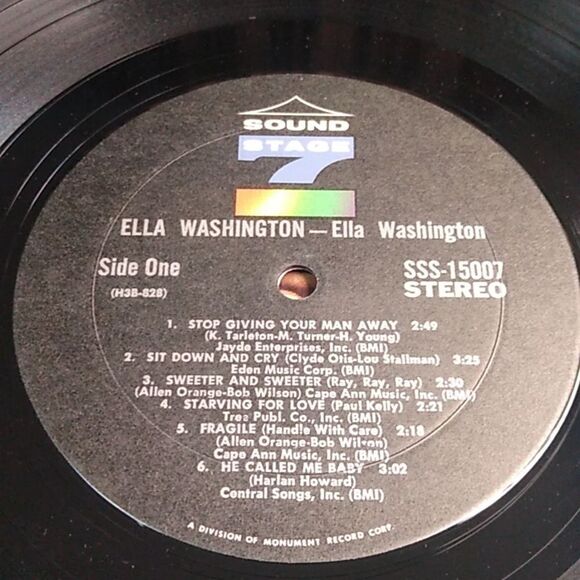 SOUND
STAGE
7
ELLA WASHINGTON — Ella Washington
Side One
(H3B-828)
SSS-15007
STEREO
1. STOP GIVING YOUR MAN AWAY 2:49
(K. Tarleton-M. Turner-H. Young)
Jayde Enterprises, Inc. (BMI)
2. SIT DOWN AND CRY (Clyde Otis-Lou Stallman) 3:25
Eden Music Corp. (BMI)
3. SWEETER AND SWEETER (Ray, Ray, Ray) 2:30
(Allen Orange-Bob Wilson) Cape Ann Music, Inc. (BMI)
4. STARVING FOR LOVE (Paul Kelly) 2:21
Tree Publ. Co., Inc. (BMI)
5. FRAGILE (Handle With Care) 2:18
(Allen Orange-Bob Wilson)
Cape Ann Music, Inc. (BMI)
6. HE CALLED ME BABY 3:02
(Harlan Howard)
Central Songs, Inc. (BMI)
A DIVISION OF MONUMENT RECORD CORP.